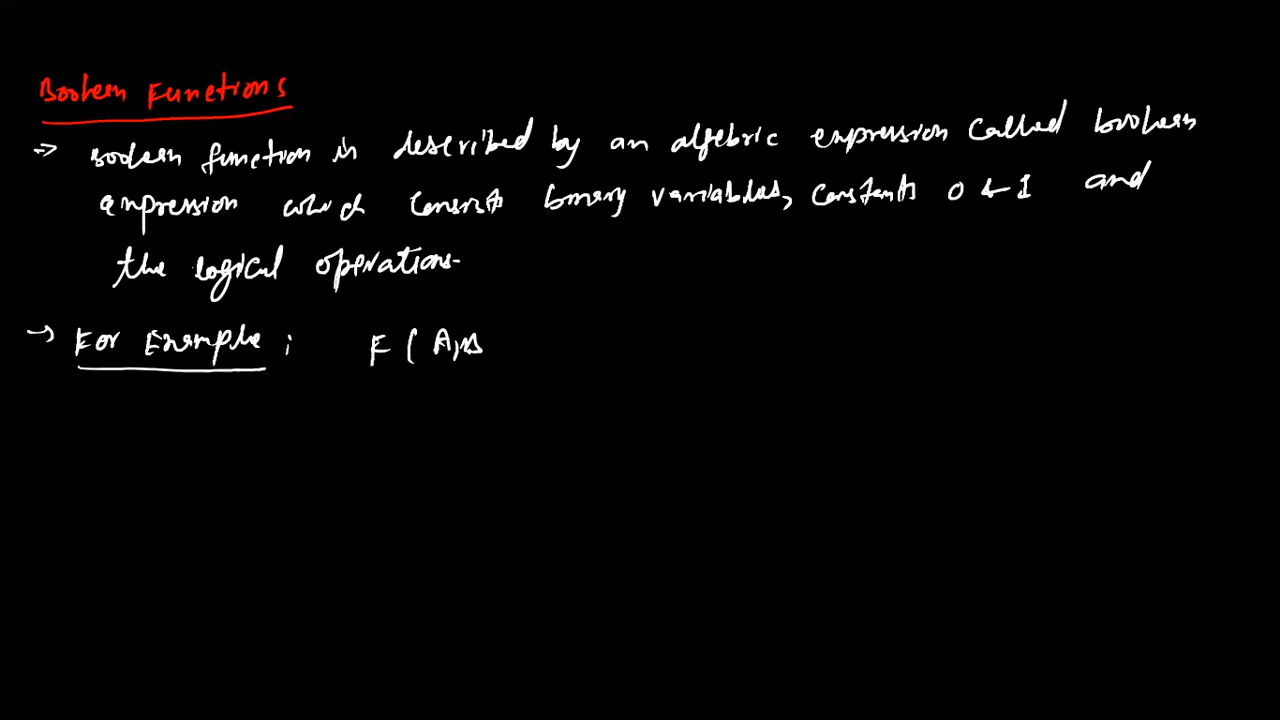 Boolean Functions
→ Boolean function is described by an algebric expression called boolean
expression which consists binary variables, constants 0 & 1 and
the logical operations.
→ For Example : F ( A,B